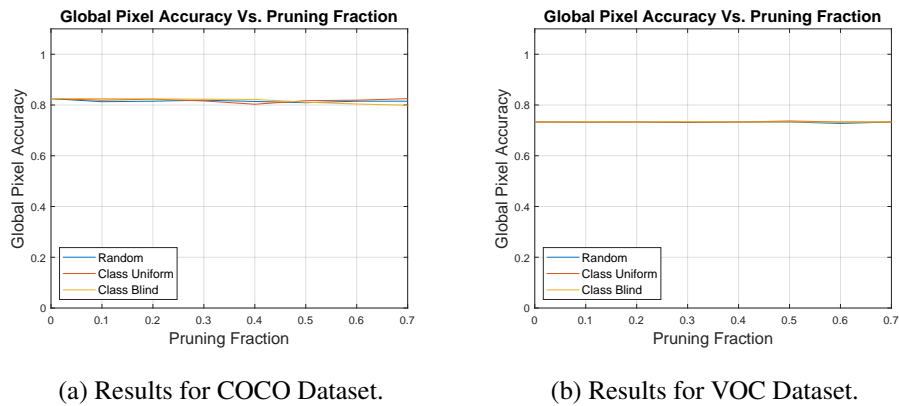 Global Pixel Accuracy Vs. Pruning Fraction
1
0.8
0.6
0.4
0.2
0
Global Pixel Accuracy
Random
Class Uniform
Class Blind
0 0.1 0.2 0.3 0.4 0.5 0.6 0.7
Pruning Fraction
(a) Results for COCO Dataset.
Global Pixel Accuracy Vs. Pruning Fraction
1
0.8
0.6
0.4
0.2
0
Global Pixel Accuracy
Random
Class Uniform
Class Blind
0 0.1 0.2 0.3 0.4 0.5 0.6 0.7
Pruning Fraction
(b) Results for VOC Dataset.